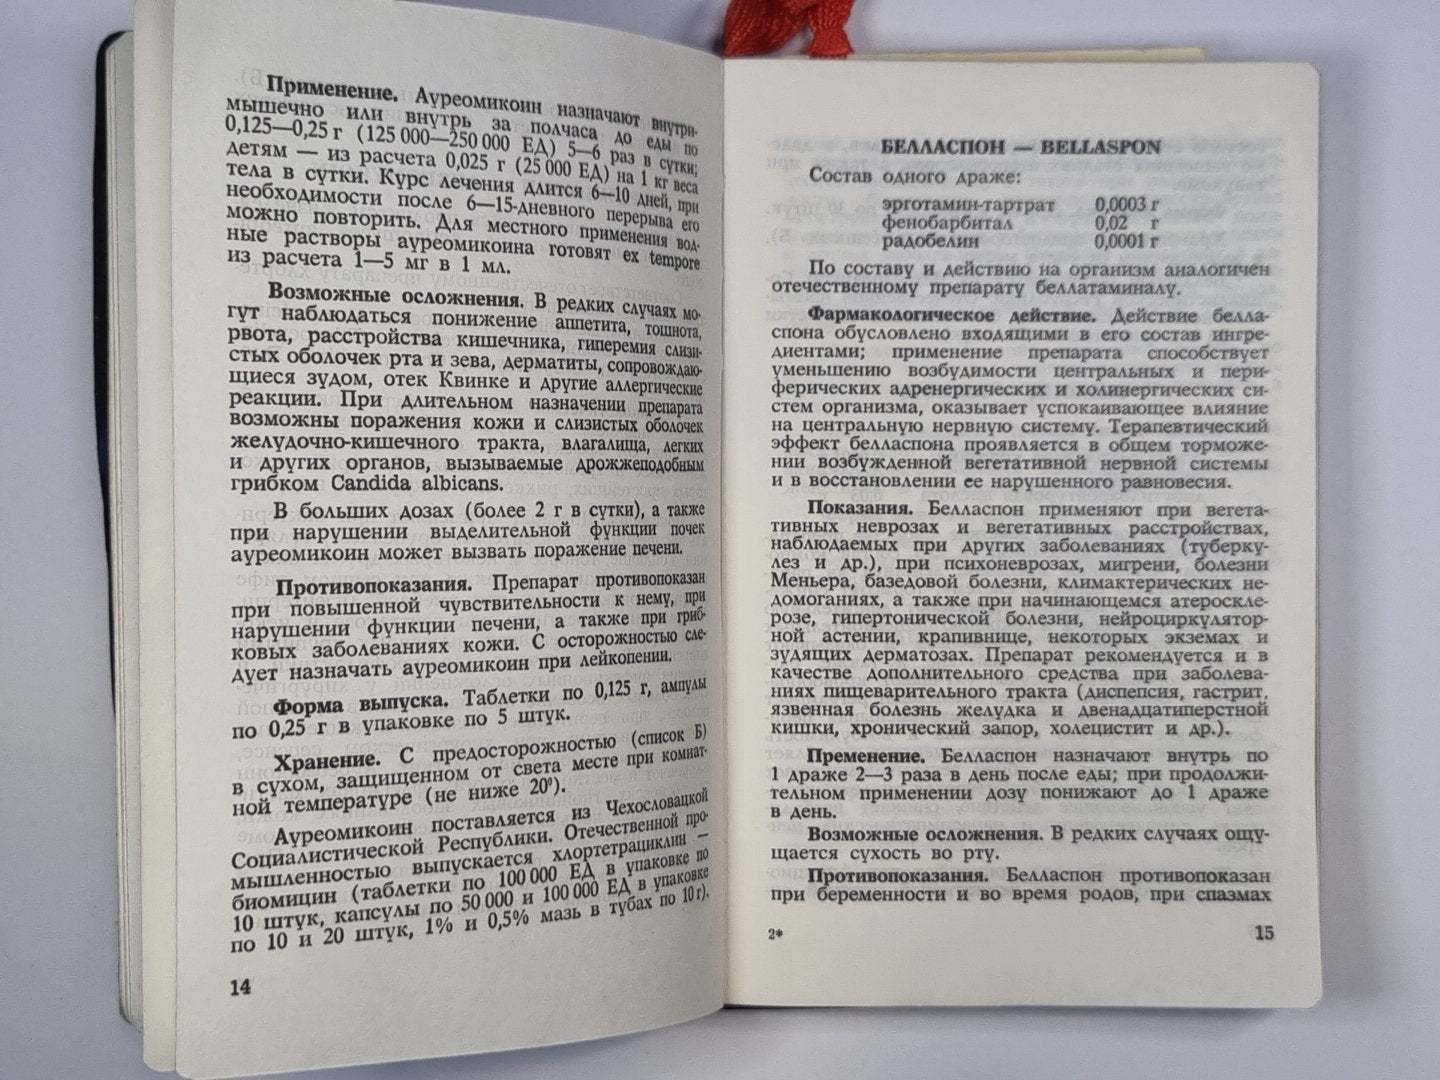 Применение. Ауреомикоин назначают внутри-
мышечно или внутрь за полчаса до еды по
0,125—0,25 г (125 000—250 000 ЕД) 5—6 раз в сутки;
детям — из расчета 0,025 г (25 000 ЕД) на 1 кг веса
тела в сутки. Курс лечения длится 6—10 дней, при
необходимости после 6—15-дневного перерыва его
можно повторить. Для местного применения вод-
ные растворы ауреомикоина готовят ex tempore
из расчета 1—5 мг в 1 мл.
Возможные осложнения. В редких случаях мо-
гут наблюдаться понижение аппетита, тошнота,
рвота, расстройства кишечника, гиперемия слизи-
стых оболочек рта и зева, дерматиты, сопровождаю-
щиеся зудом, отек Квинке и другие аллергические
реакции. При длительном назначении препарата
возможны поражения кожи и слизистых оболочек
желудочно-кишечного тракта, влагалища, легких
и других органов, вызываемые дрожжеподобным
грибком Candida albicans.
В больших дозах (более 2 г в сутки), а также
при нарушении выделительной функции почек
ауреомикоин может вызвать поражение печени.
Противопоказания. Препарат противопоказан
при повышенной чувствительности к нему, при
нарушении функции печени, а также при гриб-
ковых заболеваниях кожи. С осторожностью сле-
дует назначать ауреомикоин при лейкопении.
Форма выпуска. Таблетки по 0,125 г, ампулы
по 0,25 г в упаковке по 5 штук.
Хранение. С предосторожностью (список Б)
в сухом, защищенном от света месте при комнат-
ной температуре (не ниже 20°).
Ауреомикоин поставляется из Чехословацкой
Социалистической Республики. Отечественной про-
мышленностью выпускается хлортетрациклин —
биомицин (таблетки по 100 000 ЕД в упаковке по
10 штук, капсулы по 50 000 и 100 000 ЕД в упаковке
по 10 и 20 штук, 1% и 0,5% мазь в тубах по 10 г).
14
БЕЛЛАСПОН — BELLASPON
Состав одного драже:
эрготамин-тартрат 0,0003 г
фенобарбитал 0,02 г
радобелин 0,0001 г
По составу и действию на организм аналогичен
отечественному препарату беллатаминалу.
Фармакологическое действие. Действие белла-
спона обусловлено входящими в его состав ингре-
диентами; применение препарата способствует
уменьшению возбудимости центральных и пери-
ферических адренергических и холинергических си-
стем организма, оказывает успокаивающее влияние
на центральную нервную систему. Терапевтический
эффект белласпона проявляется в общем торможе-
нии возбужденной вегетативной нервной системы
и в восстановлении ее нарушенного равновесия.
Показания. Белласпон применяют при вегета-
тивных неврозах и вегетативных расстройствах,
наблюдаемых при других заболеваниях (туберку-
лез и др.), при психоневрозах, мигрени, болезни
Меньера, базедовой болезни, климактерических не-
домоганиях, а также при начинающемся атероскле-
розе, гипертонической болезни, нейроциркулятор-
ной астении, крапивнице, некоторых экземах и
зудящих дерматозах. Препарат рекомендуется и в
качестве дополнительного средства при заболева-
ниях пищеварительного тракта (диспепсия, гастрит,
язвенная болезнь желудка и двенадцатиперстной
кишки, хронический запор, холецистит и др.).
Пременение. Белласпон назначают внутрь по
1 драже 2—3 раза в день после еды; при продолжи-
тельном применении дозу понижают до 1 драже
в день.
Возможные осложнения. В редких случаях ощу-
щается сухость во рту.
Противопоказания. Белласпон противопоказан
при беременности и во время родов, при спазмах
2*
15